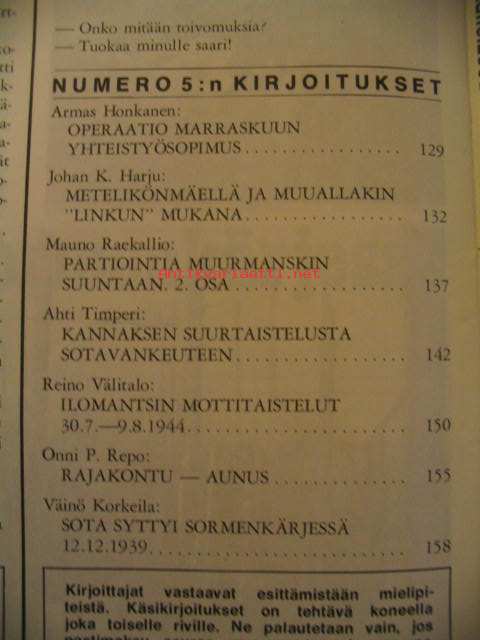 — Onko mitään toivomuksia?
— Tuokaa minulle saari!
NUMERO 5:n KIRJOITUKSET
Armas Honkanen:
OPERAATIO MARRASKUUN
YHTEISTYÖSOPIMUS . . . . . . . . . . . . . . . 129
Johan K. Harju:
METELIKÖNMÄELLÄ JA MUUALLAKIN
"LINKUN" MUKANA . . . . . . . . . . . . . . . 132
Mauno Raekallio:
PARTIOINTIA MUURMANSKIN
antikvariaatti.net
SUUNTAAN. 2. OSA . . . . . . . . . . . . . . . 137
Ahti Timperi:
KANNAKSEN SUURTAISTELUSTA
SOTAVANKEUTEEN . . . . . . . . . . . . . . . 142
Reino Välitalo:
ILOMANTSIN MOTTITAISTELUT
30.7.—9.8.1944 . . . . . . . . . . . . . . . 150
Onni P. Repo:
RAJAKONTU — AUNUS . . . . . . . . . . . . 155
Väinö Korkeila:
SOTA SYTTYI SORMENKÄRJESSÄ
12.12.1939 . . . . . . . . . . . . . . . . . . 158
Kirjoittajat vastaavat esittämistään mielipi-
teistä. Käsikirjoitukset on tehtävä koneella
joka toiselle riville. Ne palautetaan vain, jos